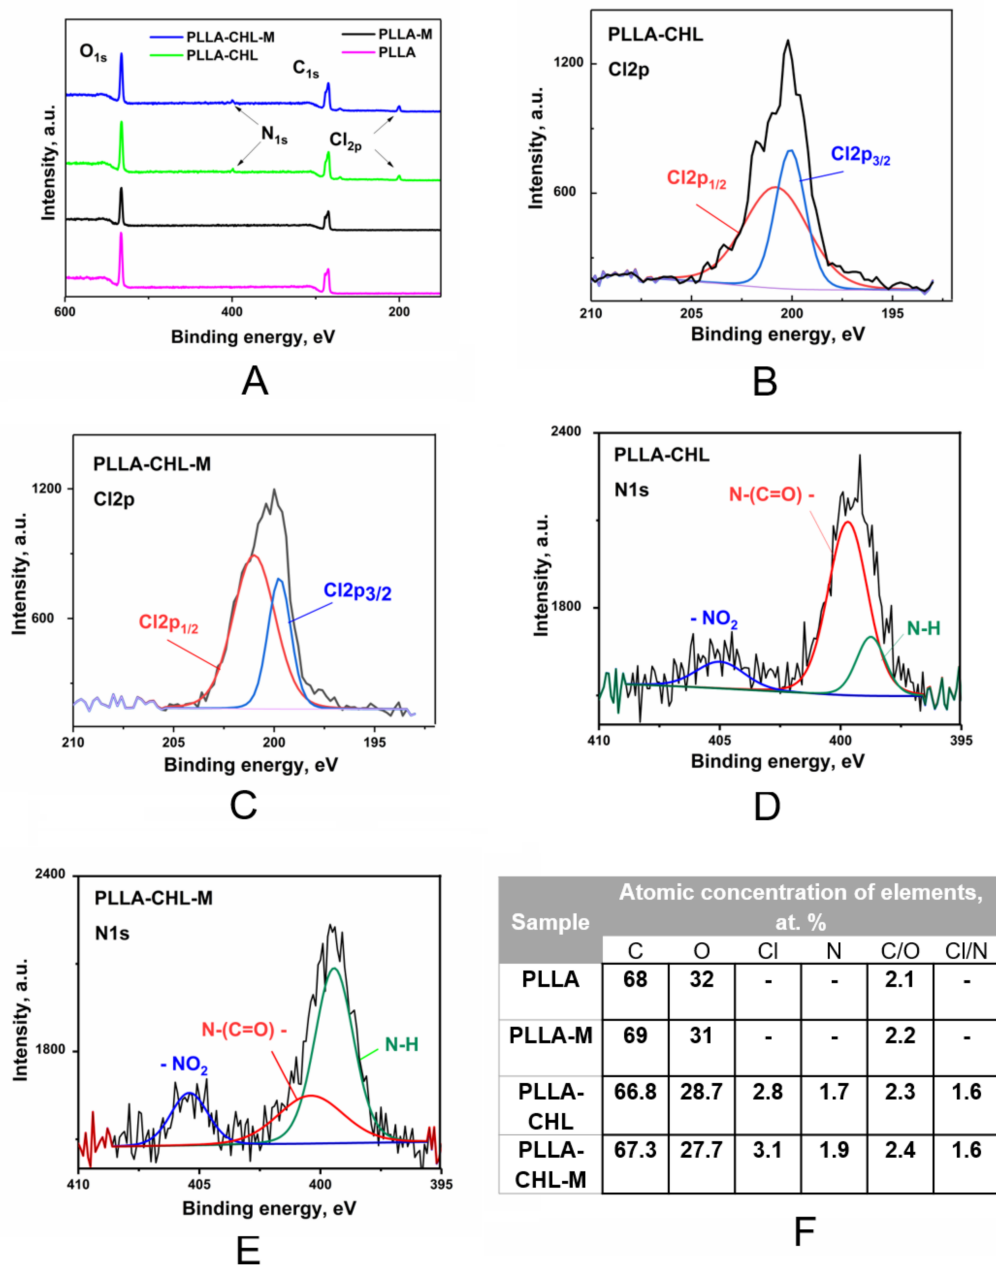 PLLA-CHL-M
PLLA-CHL
PLLA-M
PLLA
O1s
C1s
N1s
Cl2p
Intensity, a.u.
600
400
200
Binding energy, eV
A
PLLA-CHL
Cl2p
1200
600
Cl2p1/2
Cl2p3/2
Intensity, a.u.
210
205
200
195
Binding energy, eV
B
PLLA-CHL-M
Cl2p
1200
600
Cl2p1/2
Cl2p3/2
Intensity, a.u.
210
205
200
195
Binding energy, eV
C
2400
PLLA-CHL
N1s
N-(C=O) -
1800
- NO2
N-H
Intensity, a.u.
410
405
400
395
Binding energy, eV
D
2400
PLLA-CHL-M
N1s
N-(C=O) -
1800
- NO2
N-H
Intensity, a.u.
410
405
400
395
Binding energy, eV
E
Sample
Atomic concentration of elements,
at. %
C O Cl N C/O Cl/N
PLLA 68 32 - - 2.1 -
PLLA-M 69 31 - - 2.2 -
PLLA- 66.8 28.7 2.8 1.7 2.3 1.6
CHL
PLLA- 67.3 27.7 3.1 1.9 2.4 1.6
CHL-M
F